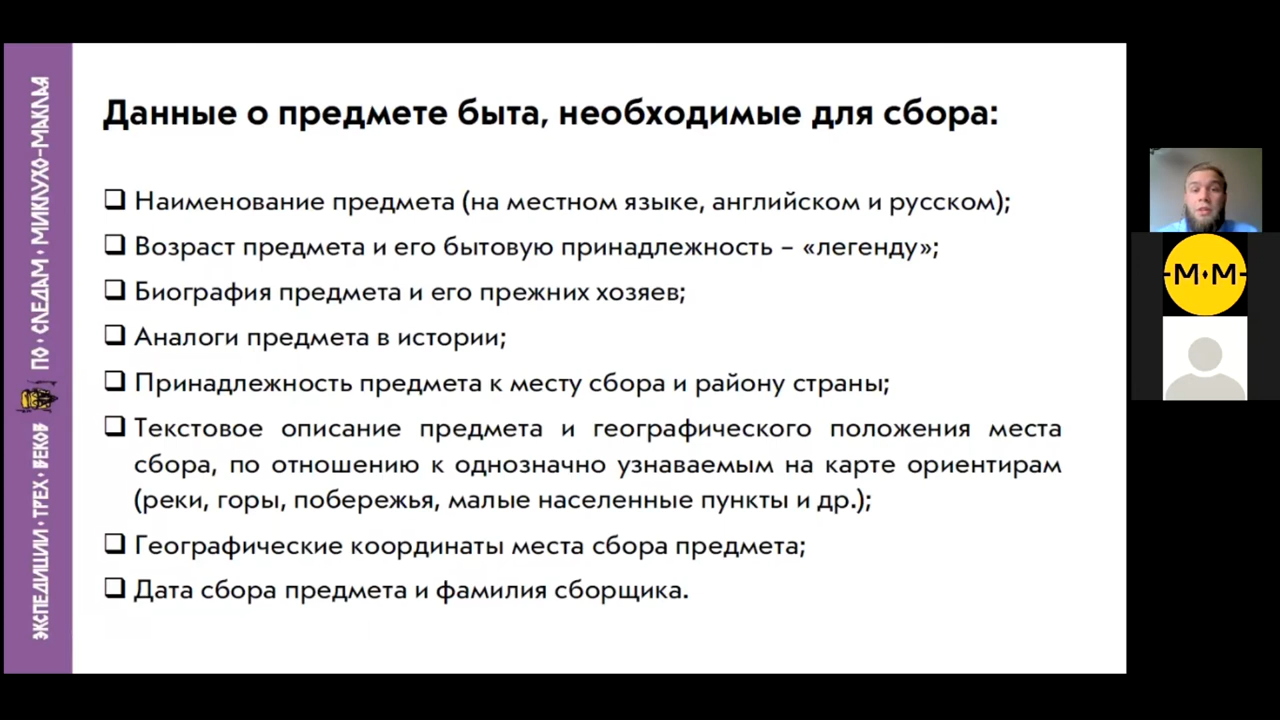 Данные о предмете быта, необходимые для сбора:
❑ Наименование предмета (на местном языке, английском и русском);
❑ Возраст предмета и его бытовую принадлежность – «легенду»;
❑ Биография предмета и его прежних хозяев;
❑ Аналоги предмета в истории;
❑ Принадлежность предмета к месту сбора и району страны;
❑ Текстовое описание предмета и географического положения места
сбора, по отношению к однозначно узнаваемым на карте ориентирам
(реки, горы, побережья, малые населенные пункты и др.);
❑ Географические координаты места сбора предмета;
❑ Дата сбора предмета и фамилия сборщика.
ЭКСПЕДИЦИИ · ТРЕХ · ВЕКОВ
ПО · СЛЕДАМ · МИКЛУХО-МАКЛАЯ
-М·М-